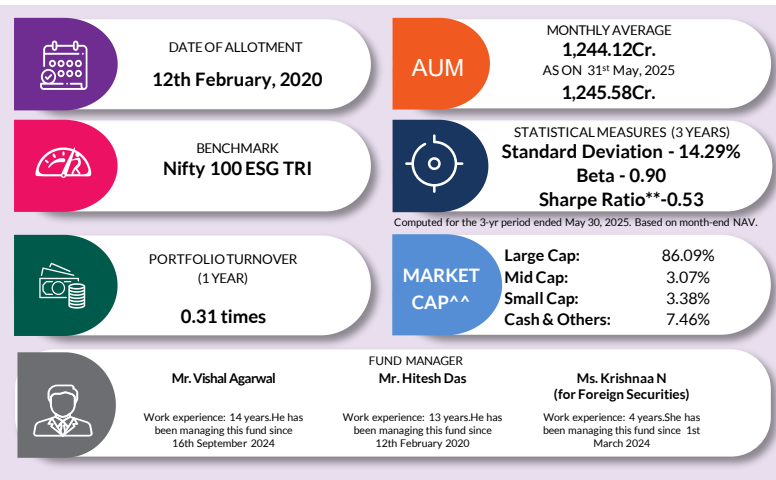 DATE OF ALLOTMENT
12th February, 2020
AUM
MONTHLY AVERAGE
1,244.12Cr.
AS ON 31st May, 2025
1,245.58Cr.
BENCHMARK
Nifty 100 ESG TRI
STATISTICAL MEASURES (3 YEARS)
Standard Deviation - 14.29%
Beta - 0.90
Sharpe Ratio**-0.53
Computed for the 3-yr period ended May 30, 2025. Based on month-end NAV.
PORTFOLIO TURNOVER
(1 YEAR)
0.31 times
MARKET
CAP^^
Large Cap: 86.09%
Mid Cap: 3.07%
Small Cap: 3.38%
Cash & Others: 7.46%
FUND MANAGER
Mr. Vishal Agarwal
Work experience: 14 years.He has
been managing this fund since
16th September 2024
Mr. Hitesh Das
Work experience: 13 years.He has
been managing this fund since
12th February 2020
Ms. Krishnaa N
(for Foreign Securities)
Work experience: 4 years.She has
been managing this fund since 1st
March 2024